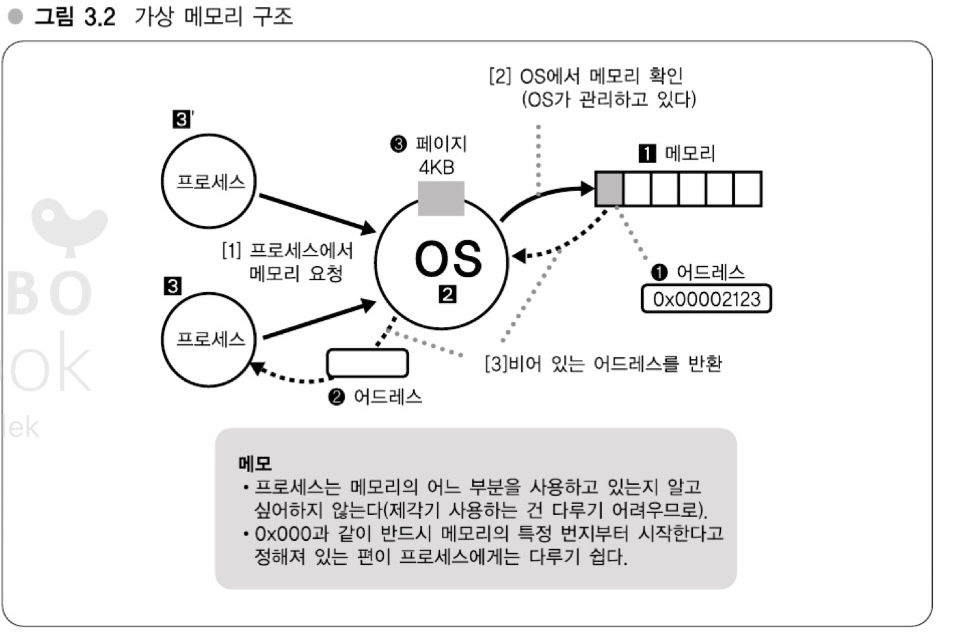 ● 그림 3.2 가상 메모리 구조
[2] OS에서 메모리 확인
(OS가 관리하고 있다)
3'
❸ 페이지
4KB
1 메모리
프로세스
[1] 프로세스에서
메모리 요청
OS
2
❶ 어드레스
0x00002123
3
프로세스
[3]비어 있는 어드레스를 반환
❷ 어드레스
BO
ok
lek
메모
• 프로세스는 메모리의 어느 부분을 사용하고 있는지 알고
싶어하지 않는다(제각기 사용하는 건 다루기 어려우므로).
• 0x000과 같이 반드시 메모리의 특정 번지부터 시작한다고
정해져 있는 편이 프로세스에게는 다루기 쉽다.